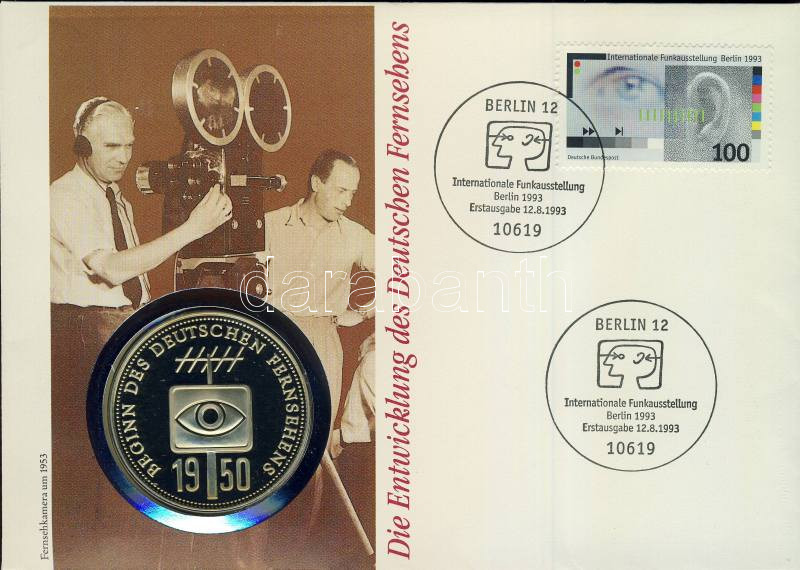 Fernsehkamera um 1953
BEGINN DES DEUTSCHEN FERNSEHENS
1950
Die Entwicklung des Deutschen Fernsehens
Internationale Funkausstellung Berlin 1993
Deutsche Bundespost
100
BERLIN 12
Internationale Funkausstellung
Berlin 1993
Erstausgabe 12.8.1993
10619
BERLIN 12
Internationale Funkausstellung
Berlin 1993
Erstausgabe 12.8.1993
10619
darabanth